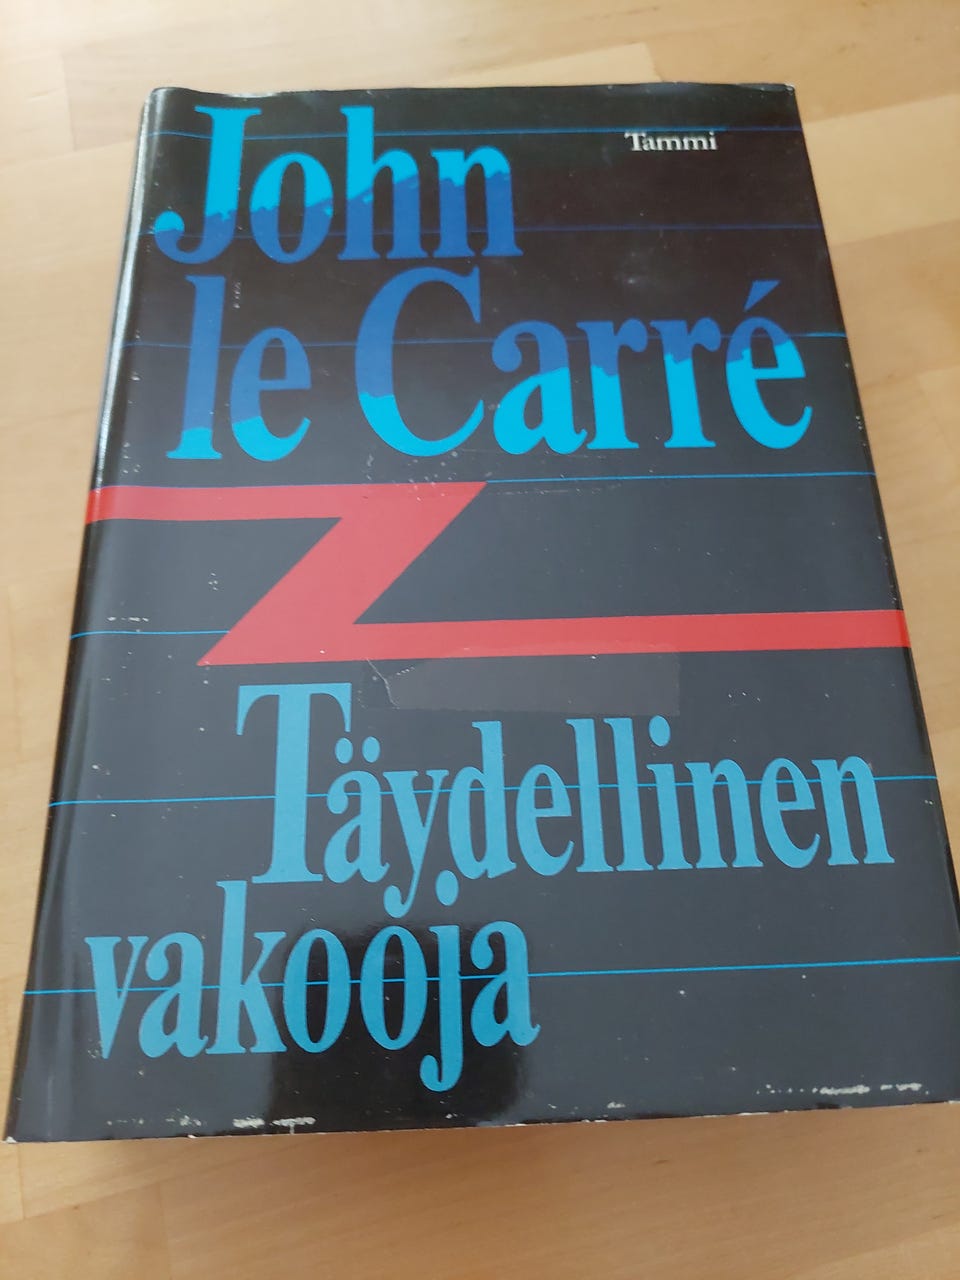 Tammi
John
le Carré
Täydellinen
vakooja